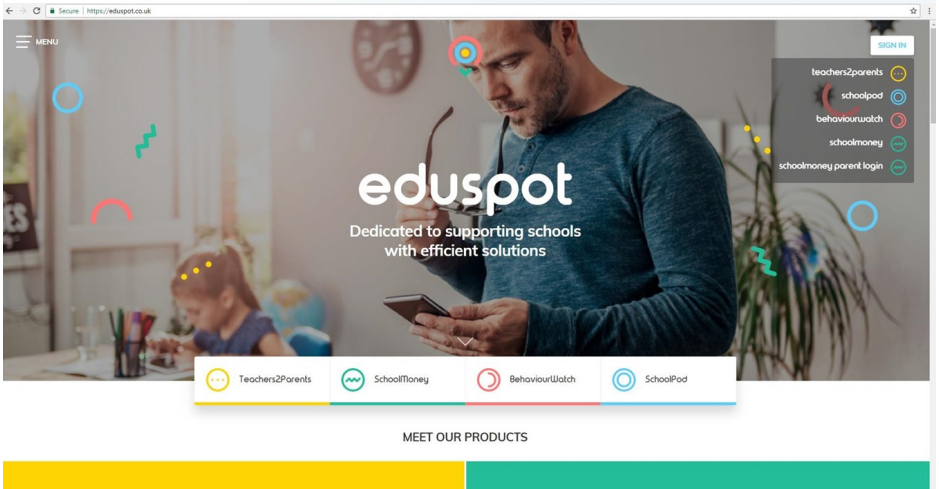 Secure | https://eduspot.co.uk
MENU
SIGN IN
teachers2parents
schoolpod
behaviourwatch
schoolmoney
schoolmoney parent login
eduspot
Dedicated to supporting schools
with efficient solutions
Teachers2Parents
SchoolMoney
BehaviourWatch
SchoolPod
MEET OUR PRODUCTS